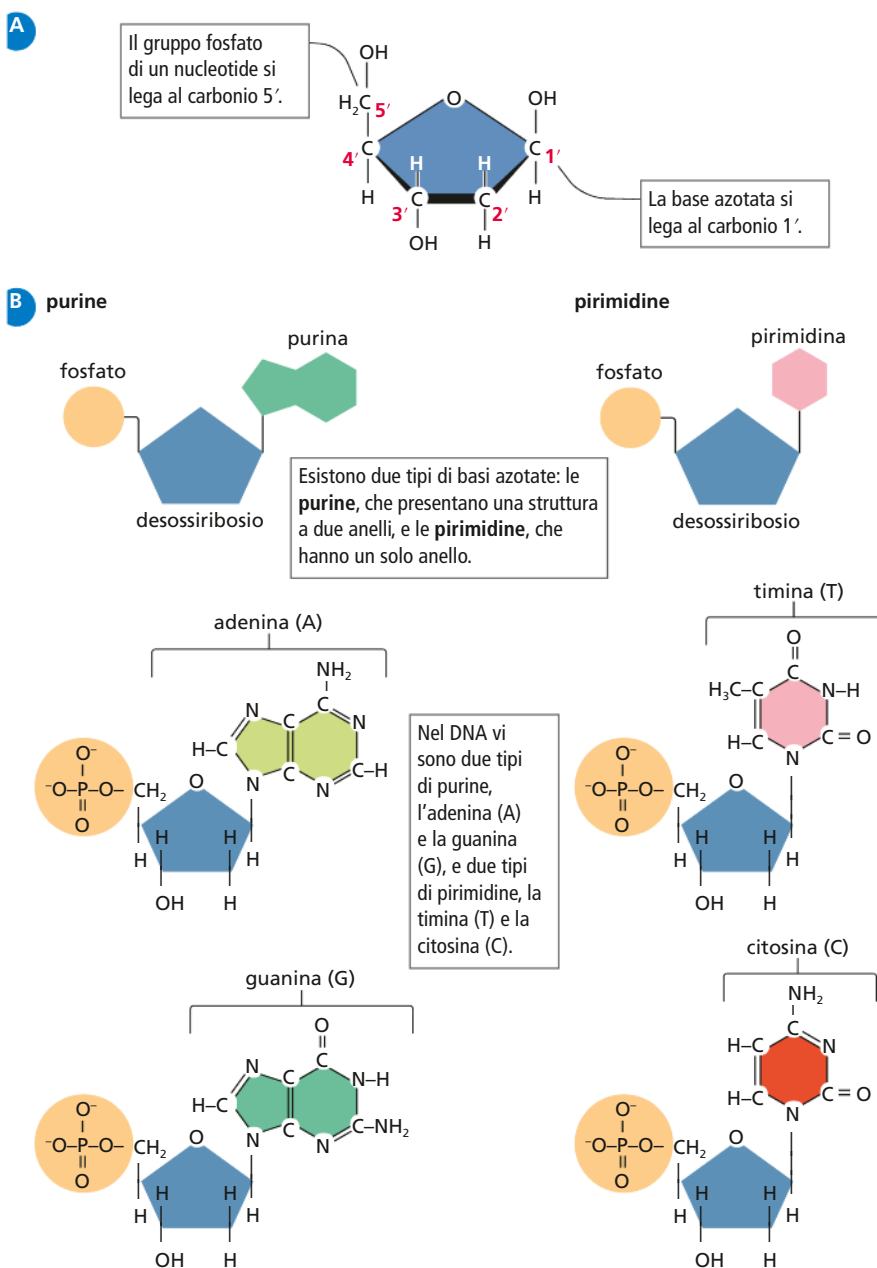 A
Il gruppo fosfato
di un nucleotide si
lega al carbonio 5′.
OH
H₂C 5′
O
OH
4′ C
H
H
C 1′
H
C
C
H
3′
2′
OH
H
La base azotata si
lega al carbonio 1′.
B purine
pirimidine
purina
pirimidina
fosfato
fosfato
desossiribosio
desossiribosio
Esistono due tipi di basi azotate: le
purine, che presentano una struttura
a due anelli, e le pirimidine, che
hanno un solo anello.
adenina (A)
NH₂
N
C
C
N
H–C
C
C–H
N
N
O⁻
⁻O–P–O–
O
CH₂
O
H
H
H
H
OH
H
Nel DNA vi
sono due tipi
di purine,
l'adenina (A)
e la guanina
(G), e due tipi
di pirimidine, la
timina (T) e la
citosina (C).
timina (T)
O
C
H₃C–C
N–H
H–C
C=O
N
O⁻
⁻O–P–O–
O
CH₂
O
H
H
H
H
OH
H
guanina (G)
O
C
N
C
N–H
H–C
C
C–NH₂
N
N
O⁻
⁻O–P–O–
O
CH₂
O
H
H
H
H
OH
H
citosina (C)
NH₂
C
H–C
N
H–C
C=O
N
O⁻
⁻O–P–O–
O
CH₂
O
H
H
H
H
OH
H